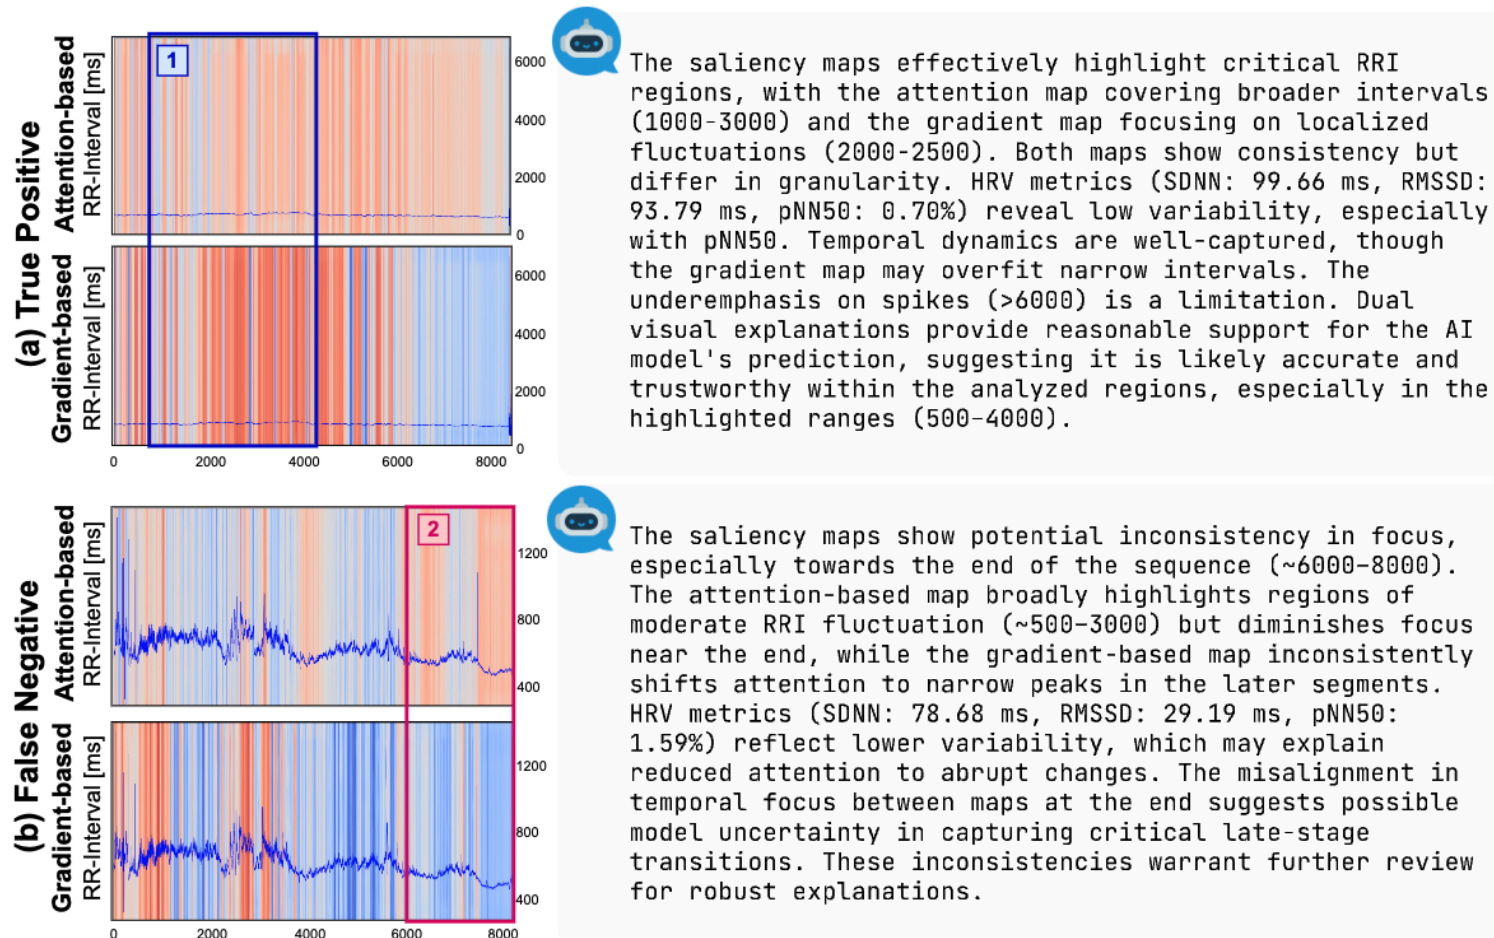 (a) True Positive
Attention-based
RR-Interval [ms]
1
6000
4000
2000
0
Gradient-based
RR-Interval [ms]
6000
4000
2000
0
0 2000 4000 6000 8000
The saliency maps effectively highlight critical RRI
regions, with the attention map covering broader intervals
(1000-3000) and the gradient map focusing on localized
fluctuations (2000-2500). Both maps show consistency but
differ in granularity. HRV metrics (SDNN: 99.66 ms, RMSSD:
93.79 ms, pNN50: 0.70%) reveal low variability, especially
with pNN50. Temporal dynamics are well-captured, though
the gradient map may overfit narrow intervals. The
underemphasis on spikes (>6000) is a limitation. Dual
visual explanations provide reasonable support for the AI
model's prediction, suggesting it is likely accurate and
trustworthy within the analyzed regions, especially in the
highlighted ranges (500-4000).
(b) False Negative
Attention-based
RR-Interval [ms]
2
1200
800
400
Gradient-based
RR-Interval [ms]
1200
800
400
0 2000 4000 6000 8000
The saliency maps show potential inconsistency in focus,
especially towards the end of the sequence (~6000–8000).
The attention-based map broadly highlights regions of
moderate RRI fluctuation (~500–3000) but diminishes focus
near the end, while the gradient-based map inconsistently
shifts attention to narrow peaks in the later segments.
HRV metrics (SDNN: 78.68 ms, RMSSD: 29.19 ms, pNN50:
1.59%) reflect lower variability, which may explain
reduced attention to abrupt changes. The misalignment in
temporal focus between maps at the end suggests possible
model uncertainty in capturing critical late-stage
transitions. These inconsistencies warrant further review
for robust explanations.